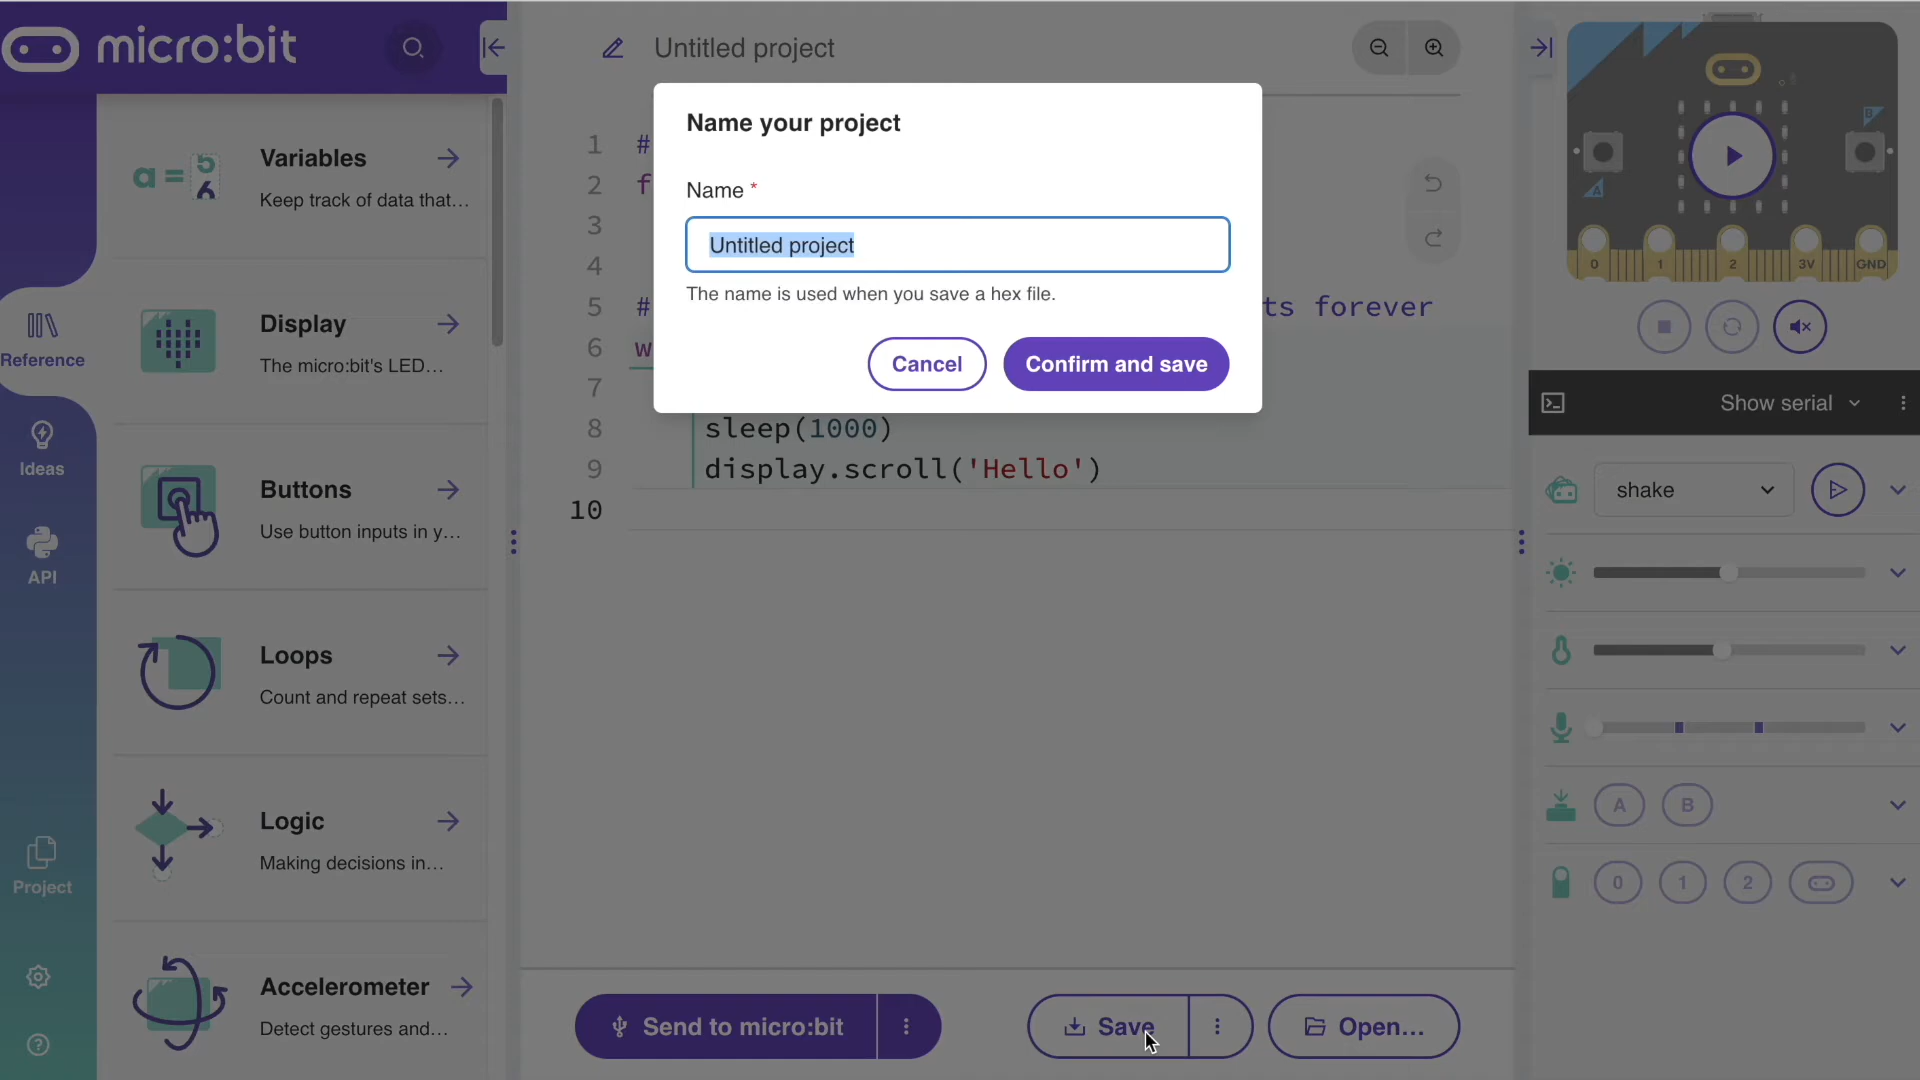 micro:bit
Reference
Ideas
API
Project
a = 5
6
Variables
Keep track of data that...
Display
The micro:bit's LED...
Buttons
Use button inputs in y...
Loops
Count and repeat sets...
Logic
Making decisions in...
Accelerometer
Detect gestures and...
Untitled project
Name your project
Name *
Untitled project
The name is used when you save a hex file.
Cancel
Confirm and save
1 #
2 f
3
4
5 # ts forever
6 w
7
8 sleep(1000)
9 display.scroll('Hello')
10
Send to micro:bit
Save
Open...
B
A
0 1 2 3V GND
Show serial
shake
A B
0 1 2